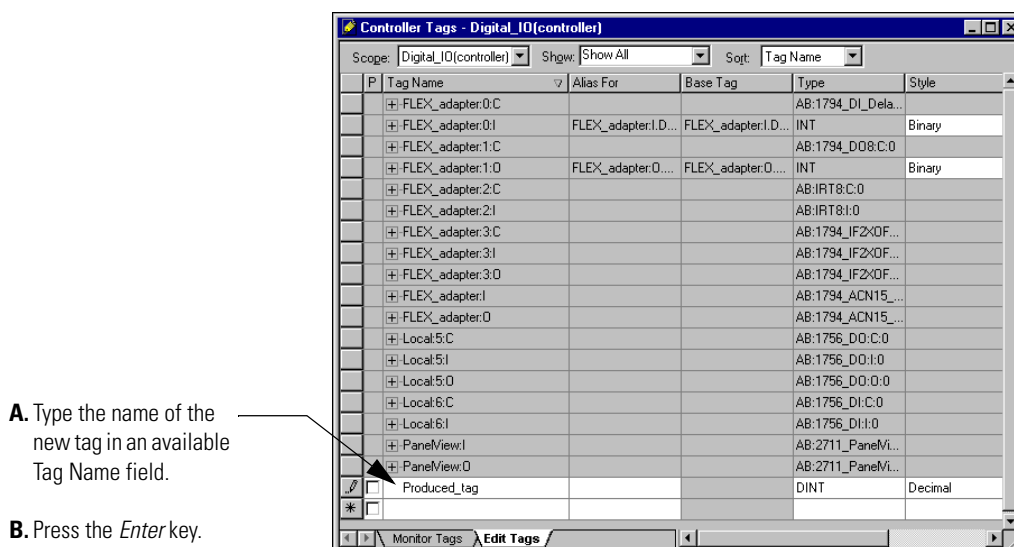 Controller Tags - Digital_IO(controller)
Scope: Digital_IO(controller) Show: Show All Sort: Tag Name
P Tag Name Alias For Base Tag Type Style
FLEX_adapter:0:C AB:1794_DI_Dela...
FLEX_adapter:0:I FLEX_adapter:I.D... FLEX_adapter:I.D... INT Binary
FLEX_adapter:1:C AB:1794_DO8:C:0
FLEX_adapter:1:O FLEX_adapter:O.... FLEX_adapter:O.... INT Binary
FLEX_adapter:2:C AB:IRT8:C:0
FLEX_adapter:2:I AB:IRT8:I:0
FLEX_adapter:3:C AB:1794_IF2XOF...
FLEX_adapter:3:I AB:1794_IF2XOF...
FLEX_adapter:3:O AB:1794_IF2XOF...
FLEX_adapter:I AB:1794_ACN15_...
FLEX_adapter:O AB:1794_ACN15_...
Local:5:C AB:1756_DO:C:0
Local:5:I AB:1756_DO:I:0
Local:5:O AB:1756_DO:O:0
Local:6:C AB:1756_DI:C:0
Local:6:I AB:1756_DI:I:0
PanelView:I AB:2711_PanelVi...
PanelView:O AB:2711_PanelVi...
Produced_tag DINT Decimal
Monitor Tags Edit Tags
A. Type the name of the
new tag in an available
Tag Name field.
B. Press the Enter key.